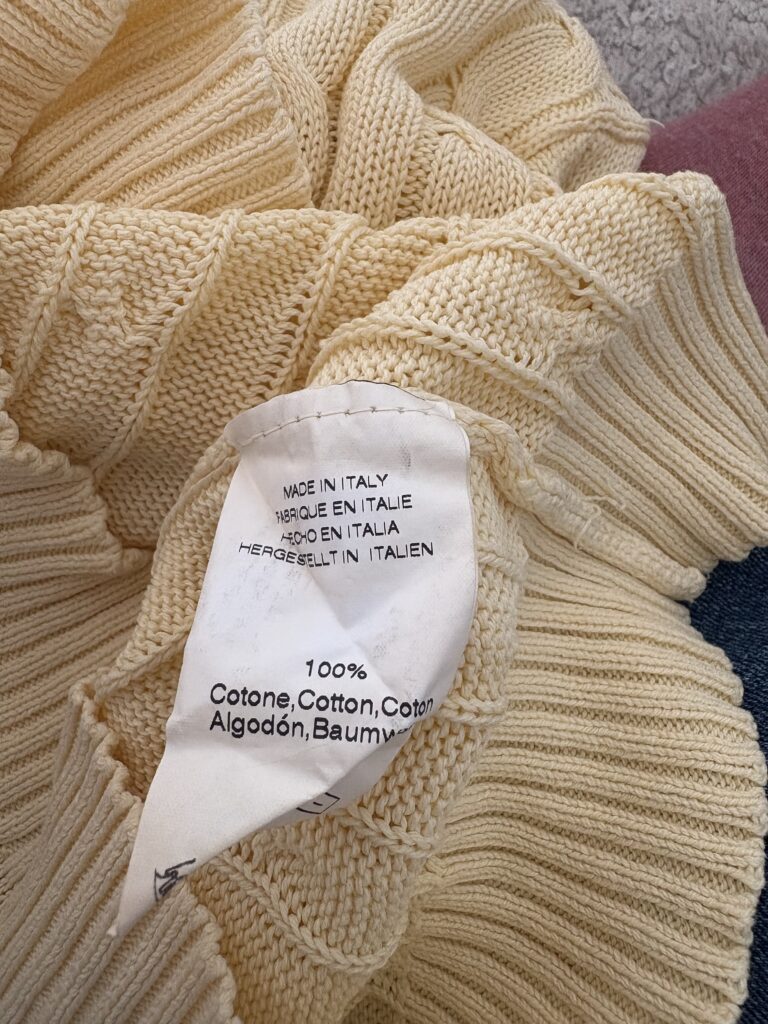 MADE IN ITALY
FABRIQUE EN ITALIE
HECHO EN ITALIA
HERGESTELLT IN ITALIEN
100%
Cotone,Cotton,Coton
Algodón,